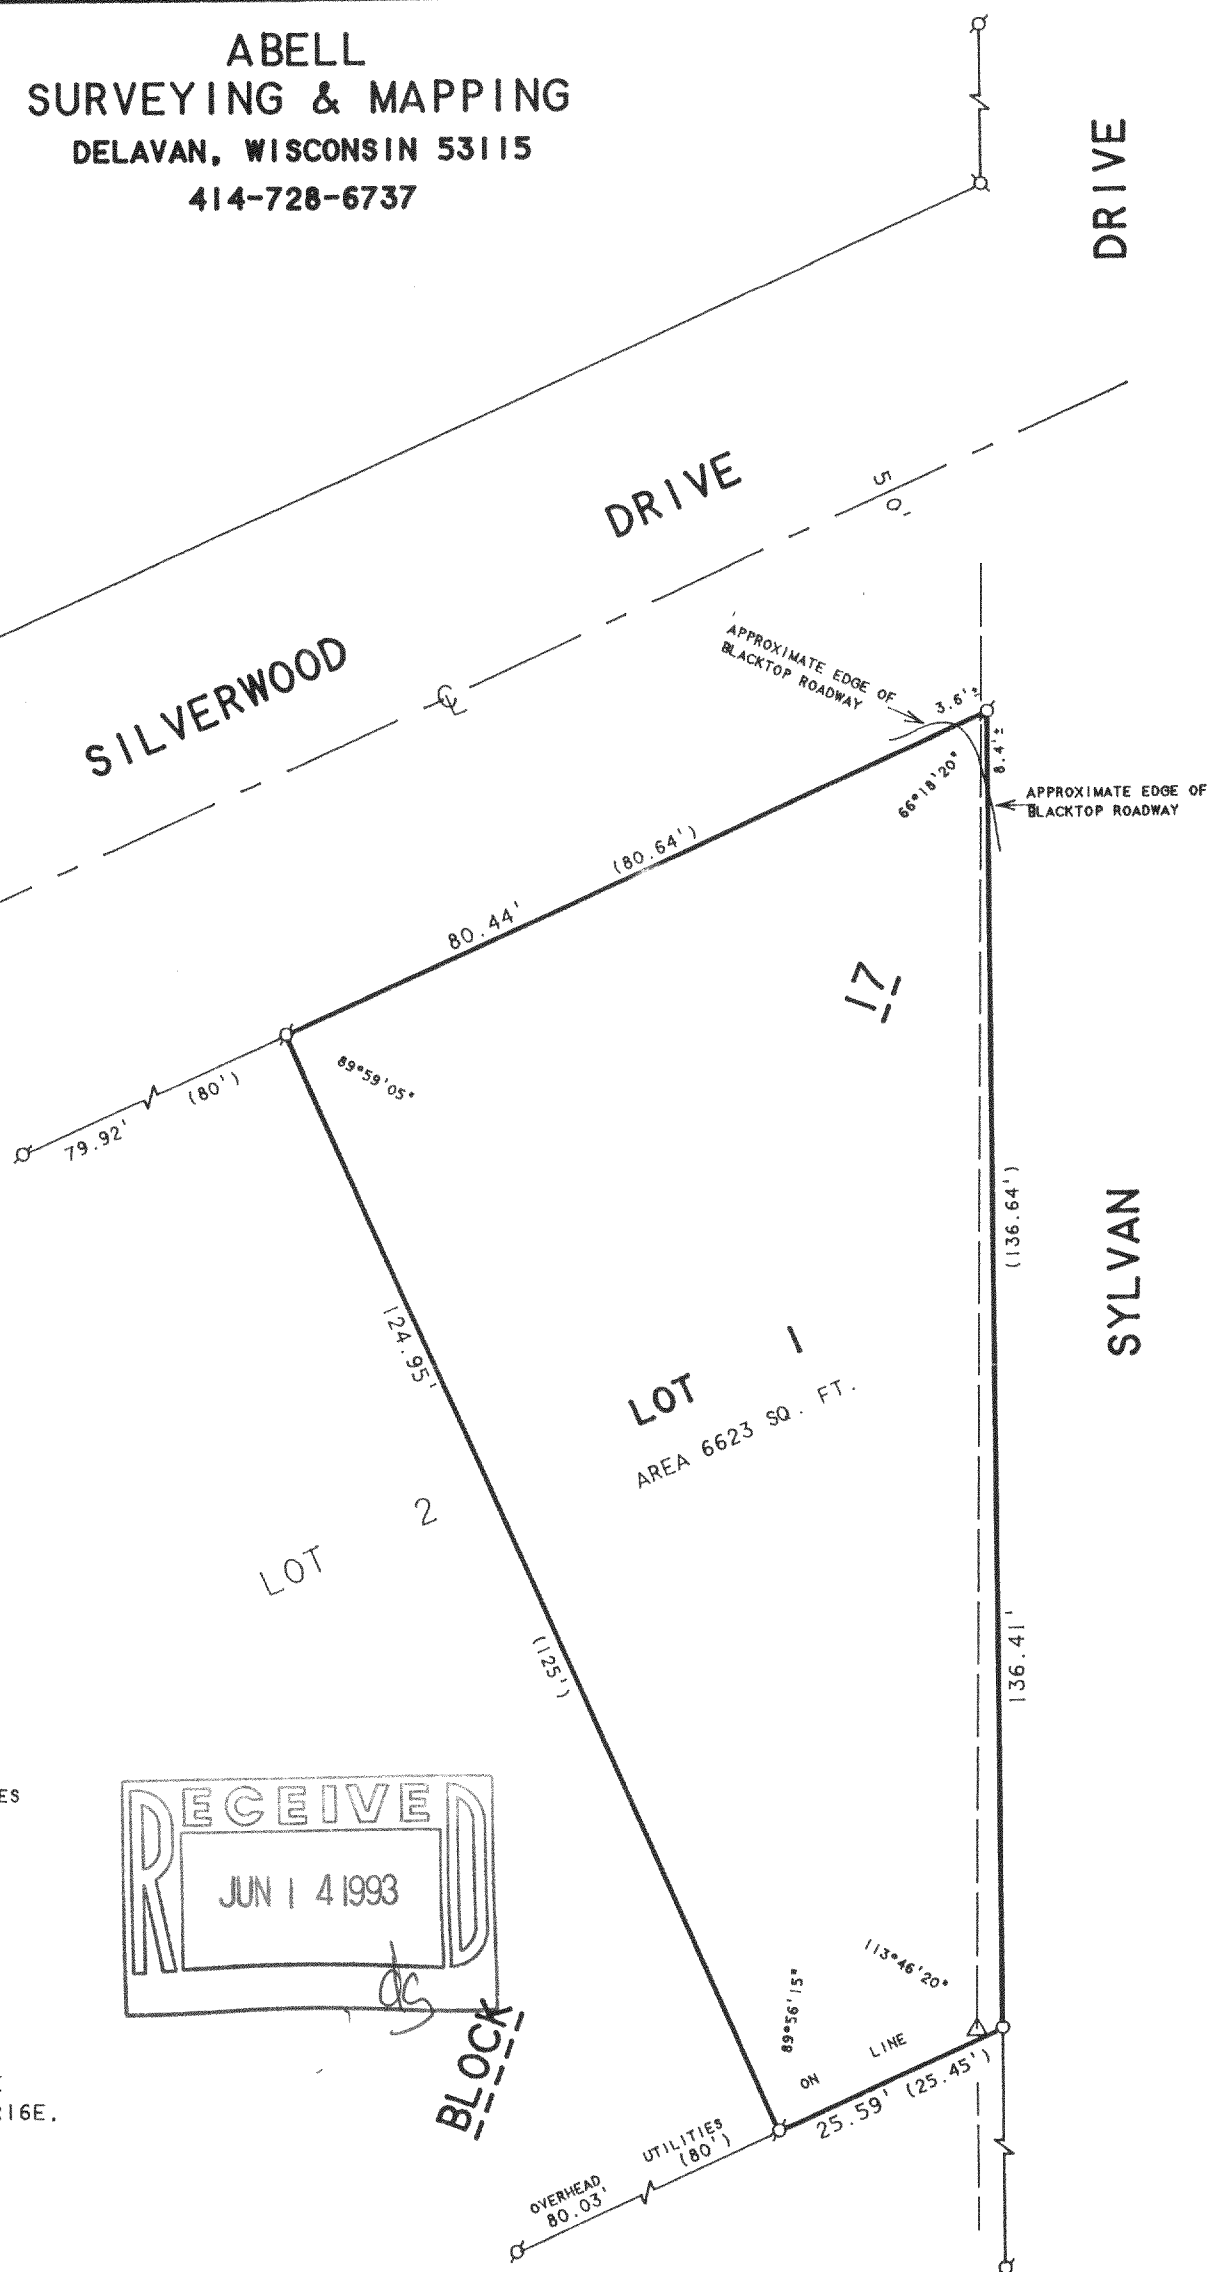 ABELL
SURVEYING & MAPPING
DELAVAN, WISCONSIN 53115
414-728-6737
DRIVE
DRIVE
50'
SILVERWOOD
℄
APPROXIMATE EDGE OF
BLACKTOP ROADWAY
3.6'±
8.4'±
66°18'20"
APPROXIMATE EDGE OF
BLACKTOP ROADWAY
(80.64')
80.44'
17
89°59'05"
(80')
79.92'
(136.64')
SYLVAN
124.95'
LOT 1
AREA 6623 SQ. FT.
LOT 2
(125')
136.41'
ES
RECEIVED
JUN 14 1993
ds
BLOCK
113°46'20"
89°56'15"
ON LINE
25.59' (25.45')
16E.
UTILITIES
(80')
OVERHEAD
80.03'